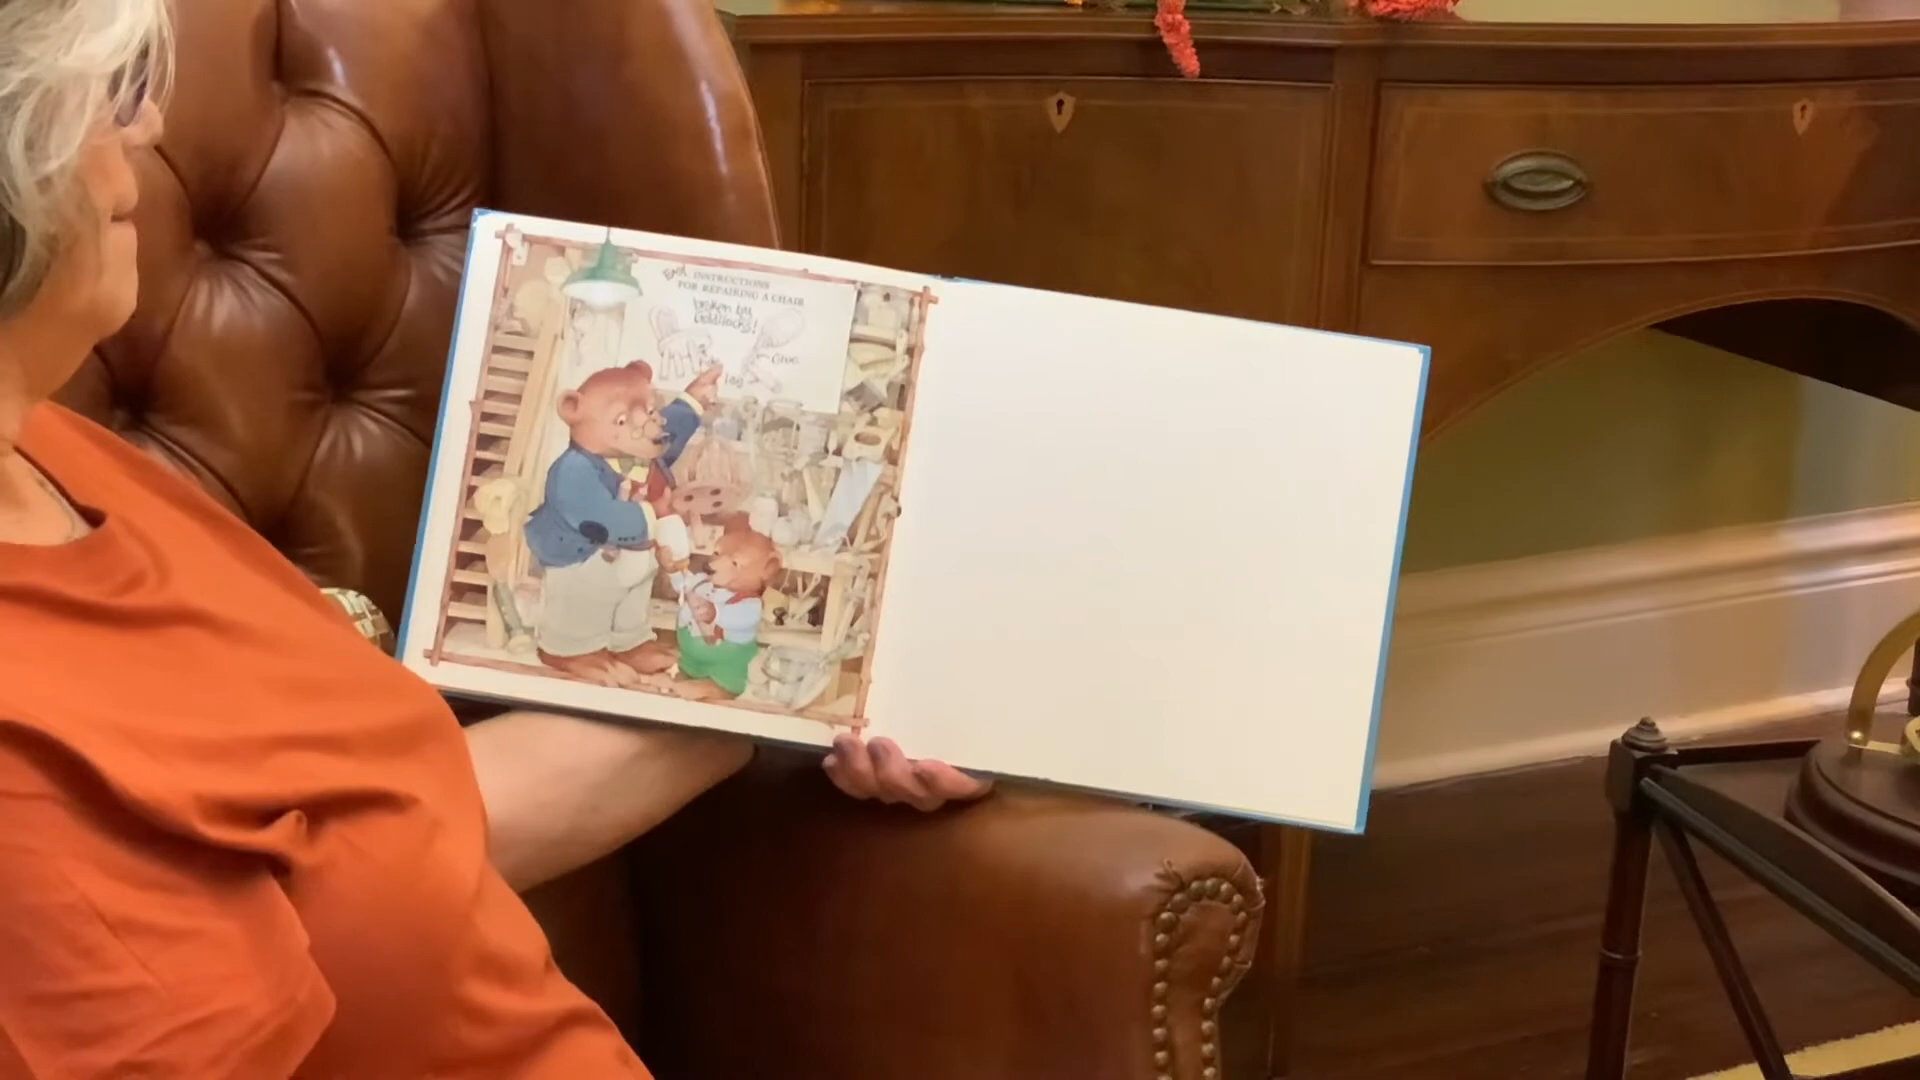 INSTRUCTIONS
FOR REPAIRING A CHAIR
broken by
Goldilocks!
Glue
leg